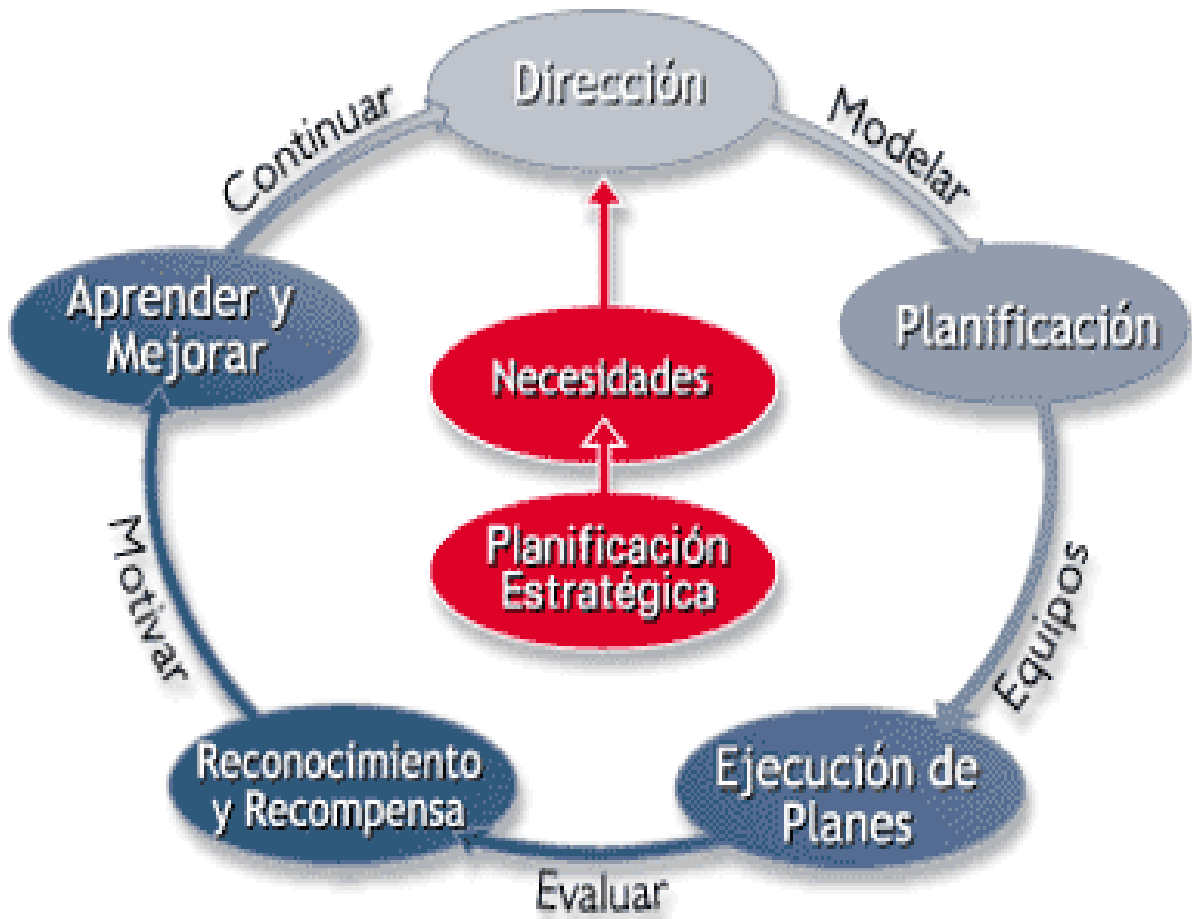 Dirección
Modelar
Planificación
Equipos
Ejecución de
Planes
Evaluar
Reconocimiento
y Recompensa
Motivar
Aprender y
Mejorar
Continuar
Necesidades
Planificación
Estratégica